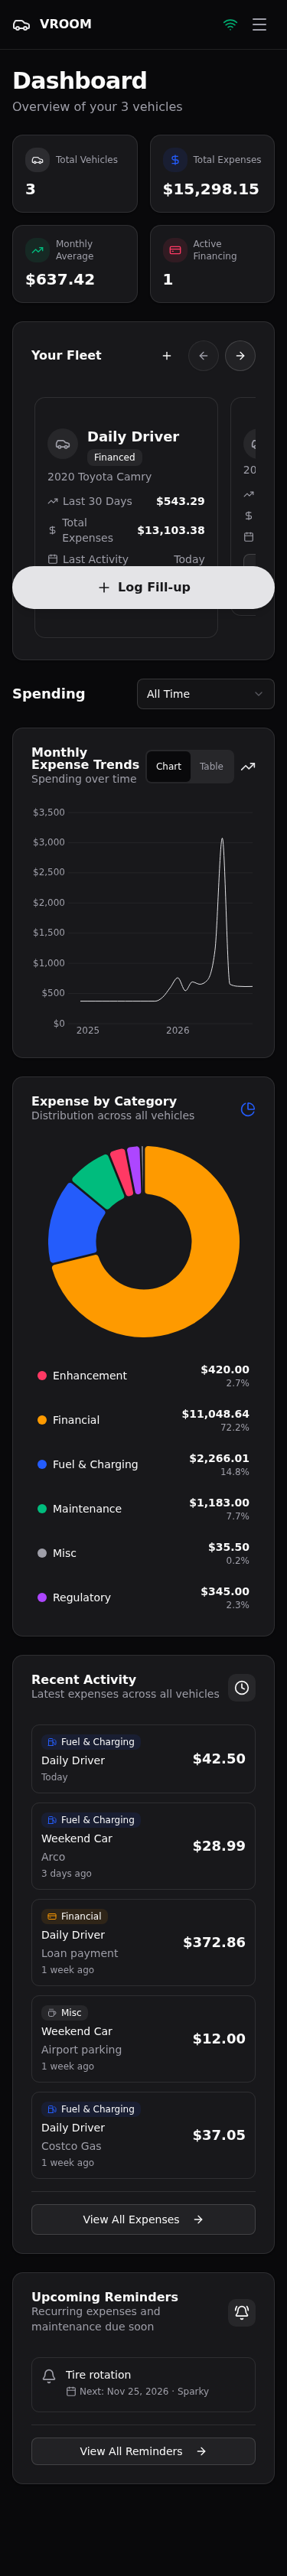 VROOM
Dashboard
Overview of your 3 vehicles
Total Vehicles
3
Total Expenses
$15,298.15
Monthly
Average
$637.42
Active
Financing
1
Your Fleet
Daily Driver
Financed
2020 Toyota Camry
Last 30 Days $543.29
Total
Expenses $13,103.38
Last Activity Today
20
Log Fill-up
Spending
All Time
Monthly
Expense Trends
Spending over time
Chart Table
$3,500
$3,000
$2,500
$2,000
$1,500
$1,000
$500
$0
2025 2026
Expense by Category
Distribution across all vehicles
Enhancement $420.00
2.7%
Financial $11,048.64
72.2%
Fuel & Charging $2,266.01
14.8%
Maintenance $1,183.00
7.7%
Misc $35.50
0.2%
Regulatory $345.00
2.3%
Recent Activity
Latest expenses across all vehicles
Fuel & Charging
Daily Driver
Today
$42.50
Fuel & Charging
Weekend Car
Arco
3 days ago
$28.99
Financial
Daily Driver
Loan payment
1 week ago
$372.86
Misc
Weekend Car
Airport parking
1 week ago
$12.00
Fuel & Charging
Daily Driver
Costco Gas
1 week ago
$37.05
View All Expenses
Upcoming Reminders
Recurring expenses and
maintenance due soon
Tire rotation
Next: Nov 25, 2026 · Sparky
View All Reminders